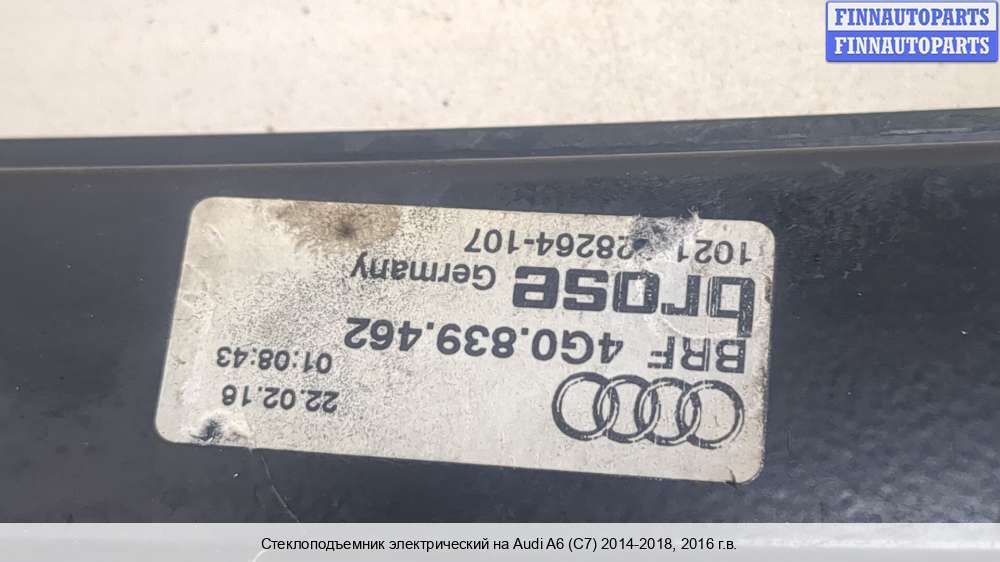 FINNAUTOPARTS
FINNAUTOPARTS
22.02.18
01:08:43
BRF 4G0.839.462
brose Germany
1021 28264-107
Стеклоподъемник электрический на Audi A6 (C7) 2014-2018, 2016 г.в.